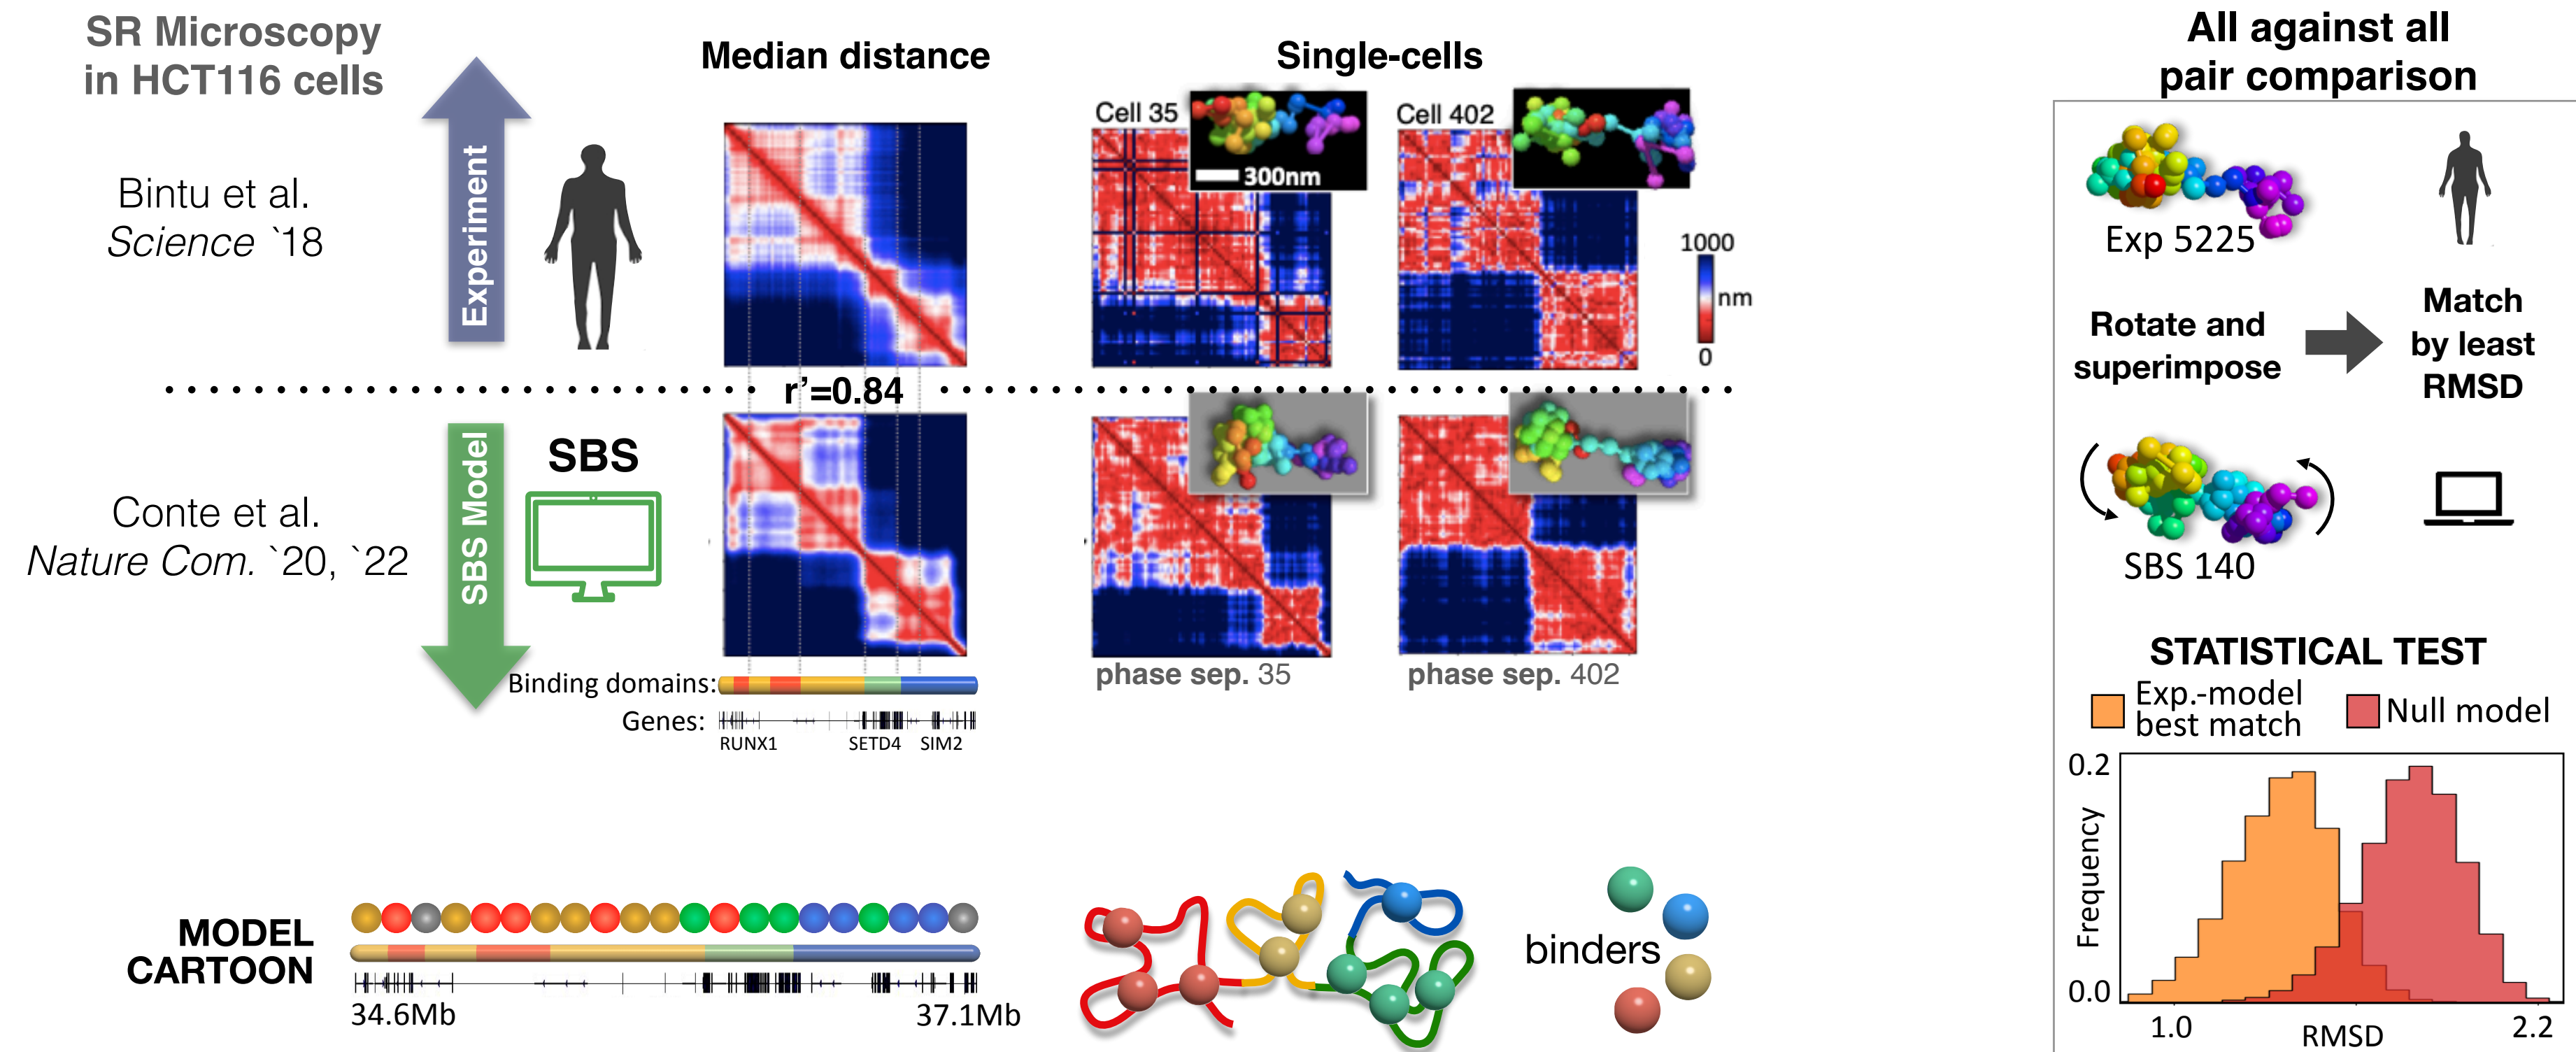 SR Microscopy
in HCT116 cells
Median distance
Single-cells
All against all
pair comparison
Bintu et al.
Science `18
Experiment
Cell 35
300nm
Cell 402
1000
nm
0
Exp 5225
Rotate and
superimpose
Match
by least
RMSD
r’=0.84
SBS Model
SBS
Conte et al.
Nature Com. `20, `22
SBS 140
phase sep. 35
phase sep. 402
Binding domains:
Genes:
RUNX1 SETD4 SIM2
STATISTICAL TEST
Exp.-model
best match
Null model
0.2
Frequency
0.0
1.0
RMSD
2.2
MODEL
CARTOON
34.6Mb
37.1Mb
binders